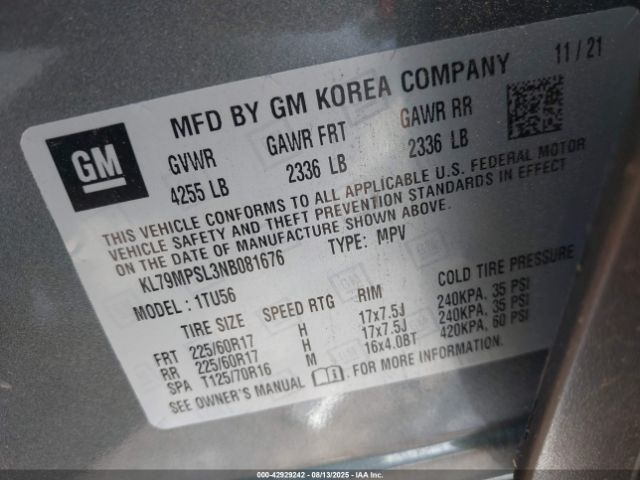 MFD BY GM KOREA COMPANY 11/21
GM
GVWR GAWR FRT GAWR RR
4255 LB 2336 LB 2336 LB
THIS VEHICLE CONFORMS TO ALL APPLICABLE U.S. FEDERAL MOTOR
VEHICLE SAFETY AND THEFT PREVENTION STANDARDS IN EFFECT
ON THE DATE OF MANUFACTURE SHOWN ABOVE.
KL79MPSL3NB081676 TYPE: MPV
MODEL: 1TU56
TIRE SIZE SPEED RTG RIM COLD TIRE PRESSURE
FRT 225/60R17 H 17x7.5J 240KPA, 35 PSI
RR 225/60R17 H 17x7.5J 240KPA, 35 PSI
SPA T125/70R16 M 16x4.0BT 420KPA, 60 PSI
SEE OWNER'S MANUAL FOR MORE INFORMATION.
000-42929242 - 08/13/2025 - IAA Inc.